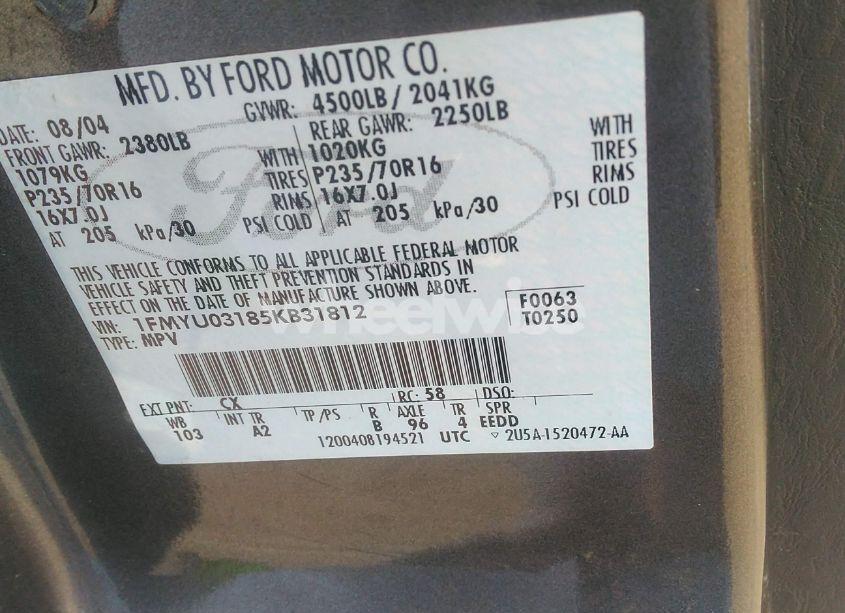 MFD. BY FORD MOTOR CO.
DATE: 08/04 GVWR: 4500LB/ 2041KG
FRONT GAWR: 2380LB REAR GAWR: 2250LB
1079KG WITH 1020KG WITH
P235/70R16 TIRES P235/70R16 TIRES
16X7.0J RIMS 16X7.0J RIMS
AT 205 kPa/30 PSI COLD AT 205 kPa/30 PSI COLD
Ford
THIS VEHICLE CONFORMS TO ALL APPLICABLE FEDERAL MOTOR
VEHICLE SAFETY AND THEFT PREVENTION STANDARDS IN
EFFECT ON THE DATE OF MANUFACTURE SHOWN ABOVE.
VIN: 1FMYU03185KB31812 F0063
TYPE: MPV T0250
wheelwise
EXT PNT: CX RC: 58 DSO:
WB INT TR TP/PS R AXLE TR SPR
103 A2 B 96 4 EEDD
1200408194521 UTC ▽ 2U5A-1520472-AA